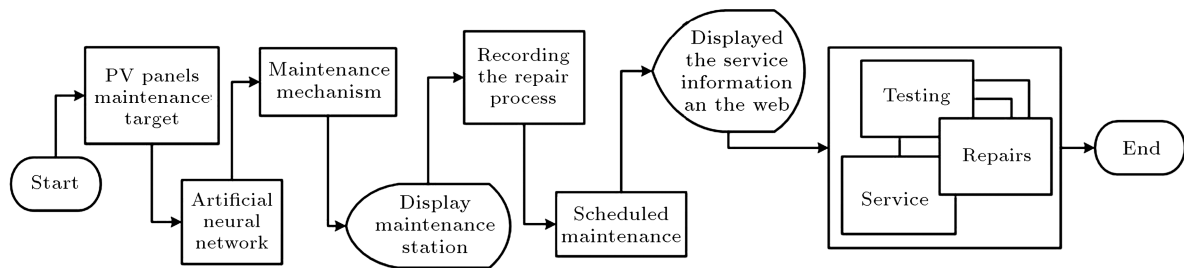 Start
PV panels
maintenance
target
Artificial
neural
network
Maintenance
mechanism
Display
maintenance
station
Recording
the repair
process
Scheduled
maintenance
Displayed
the service
information
an the web
Testing
Repairs
Service
End